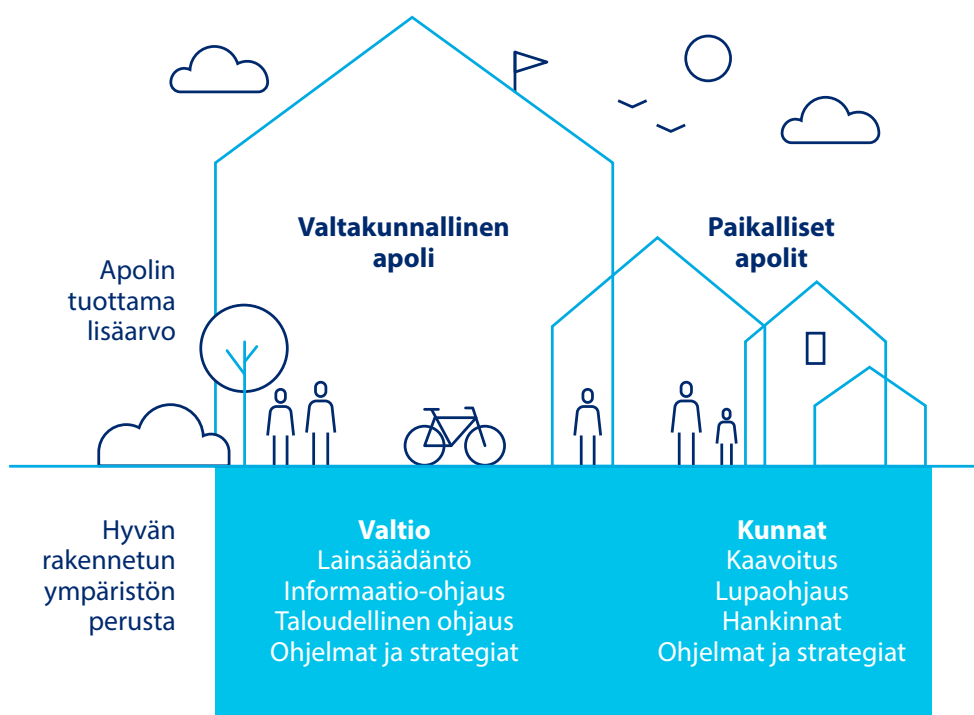 Valtakunnallinen
apoli
Paikalliset
apolit
Apolin
tuottama
lisäarvo
Hyvän
rakennetun
ympäristön
perusta
Valtio
Lainsäädäntö
Informaatio-ohjaus
Taloudellinen ohjaus
Ohjelmat ja strategiat
Kunnat
Kaavoitus
Lupaohjaus
Hankinnat
Ohjelmat ja strategiat